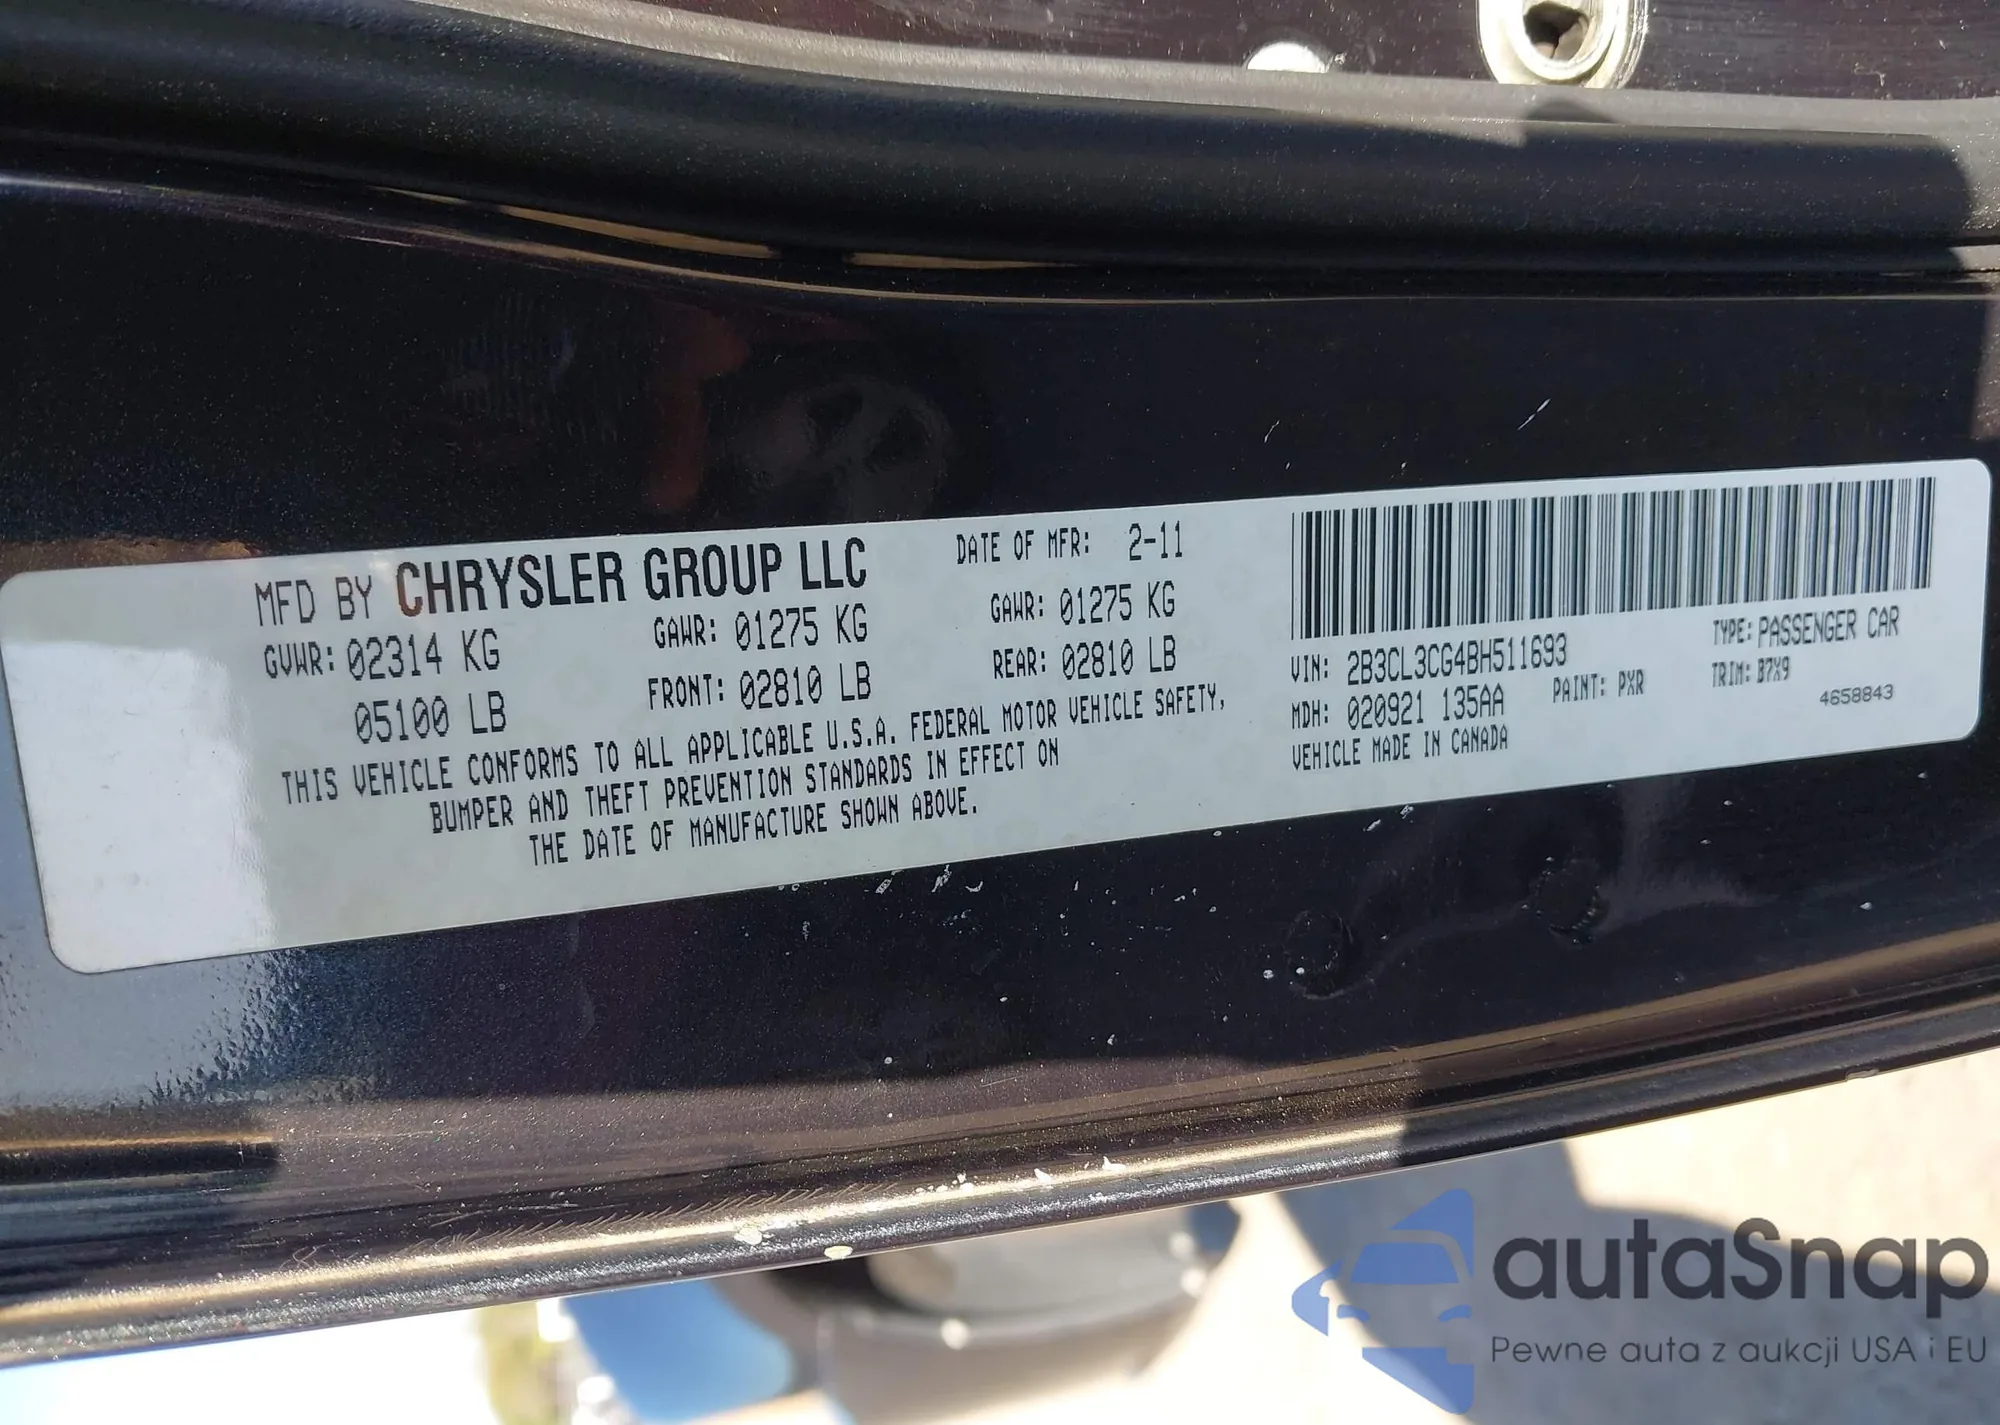 MFD BY CHRYSLER GROUP LLC DATE OF MFR: 2-11
GVWR: 02314 KG GAWR: 01275 KG GAWR: 01275 KG
05100 LB FRONT: 02810 LB REAR: 02810 LB
THIS VEHICLE CONFORMS TO ALL APPLICABLE U.S.A. FEDERAL MOTOR VEHICLE SAFETY,
BUMPER AND THEFT PREVENTION STANDARDS IN EFFECT ON
THE DATE OF MANUFACTURE SHOWN ABOVE.
VIN: 2B3CL3CG4BH511693 TYPE: PASSENGER CAR
MDH: 020921 135AA PAINT: PXR TRIM: B7X9
VEHICLE MADE IN CANADA 4658843
autaSnap
Pewne auta z aukcji USA i EU